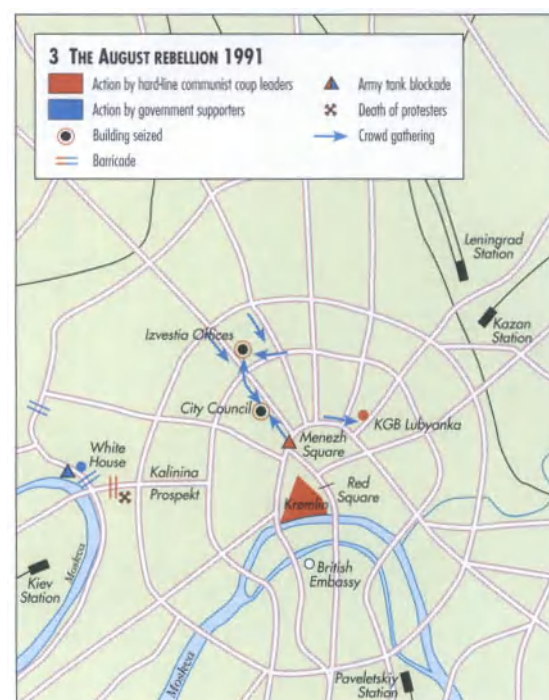 3 THE AUGUST REBELLION 1991
Action by hard-line communist coup leaders
Action by government supporters
Building seized
Barricade
Army tank blockade
Death of protesters
Crowd gathering
Leningrad
Station
Kazan
Station
Izvestia Offices
City Council
KGB Lubyanka
Menezh
Square
White
House
Kalinina
Prospekt
Red
Square
Kremlin
Moskva
Kiev
Station
British
Embassy
Moskva
Paveletskiy
Station